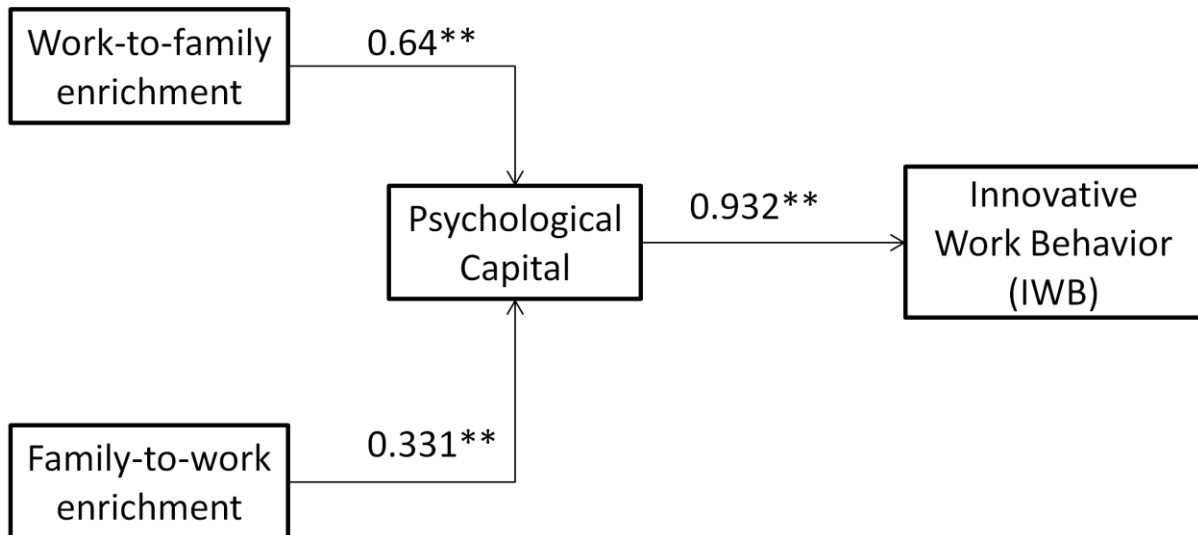 Work-to-family
enrichment
0.64**
Psychological
Capital
0.932**
Innovative
Work Behavior
(IWB)
Family-to-work
enrichment
0.331**